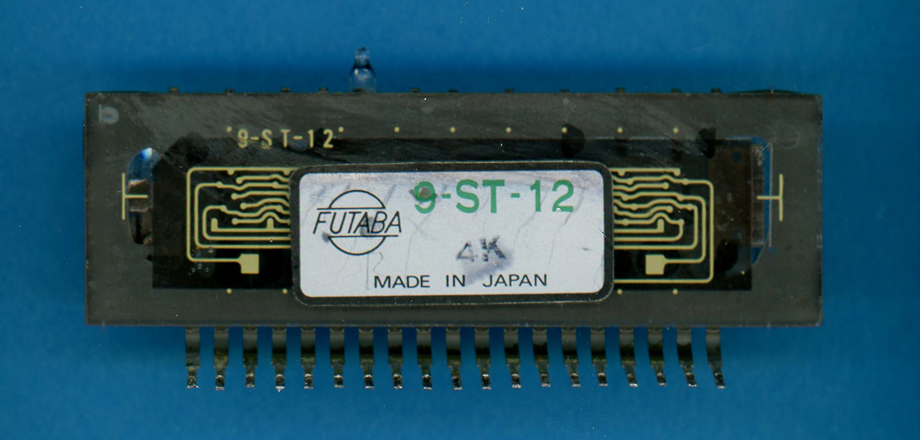 9-ST-12
9-ST-12
FUTABA
4K
MADE IN JAPAN